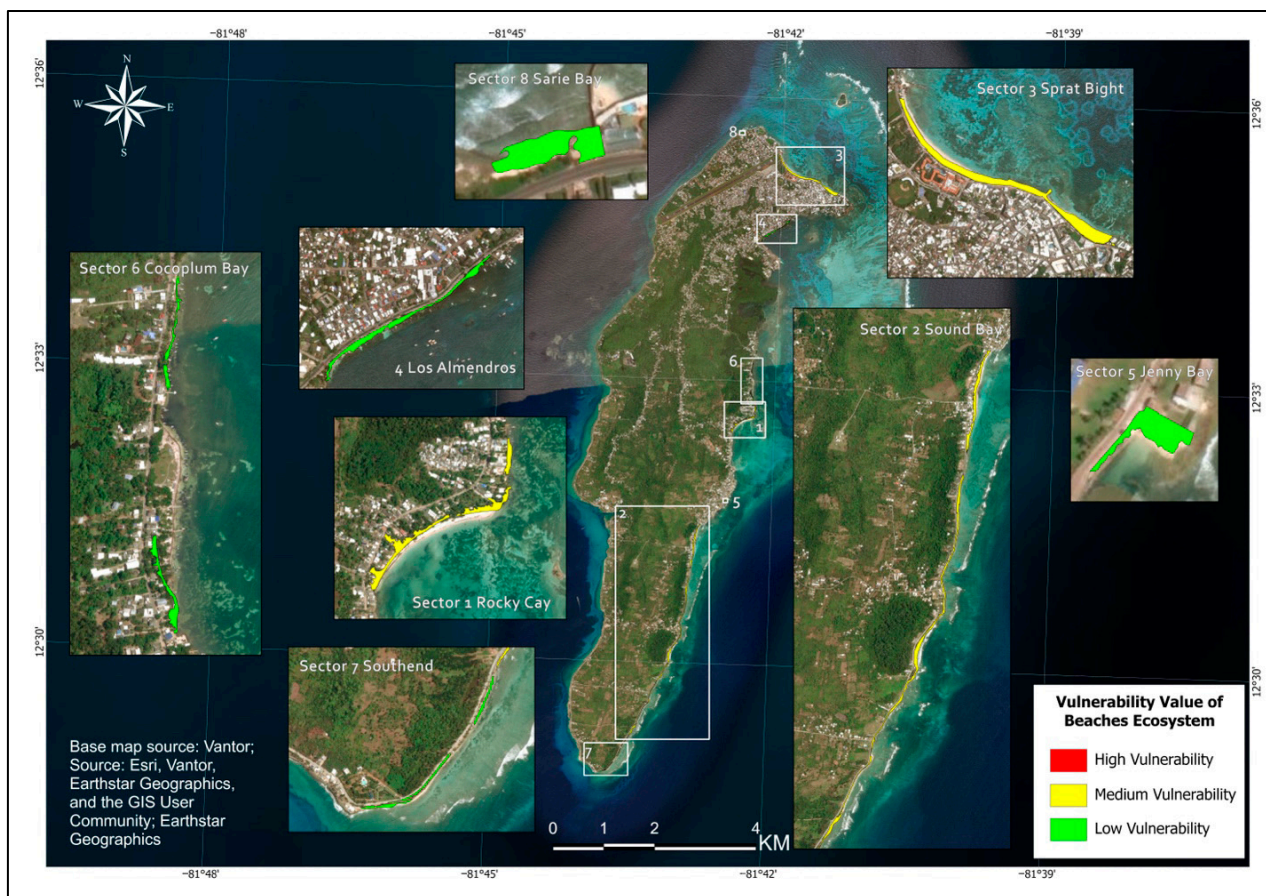 −81°48'
−81°45'
−81°42'
−81°39'
12°36'
12°36'
N
W
E
S
Sector 8 Sarie Bay
Sector 3 Sprat Bight
8
3
4
Sector 6 Cocoplum Bay
4 Los Almendros
Sector 2 Sound Bay
12°33'
12°33'
6
1
Sector 5 Jenny Bay
5
2
Sector 1 Rocky Cay
12°30'
12°30'
Sector 7 Southend
7
Base map source: Vantor;
Source: Esri, Vantor,
Earthstar Geographics,
and the GIS User
Community; Earthstar
Geographics
0 1 2 4
KM
Vulnerability Value of
Beaches Ecosystem
High Vulnerability
Medium Vulnerability
Low Vulnerability
−81°48'
−81°45'
−81°42'
−81°39'